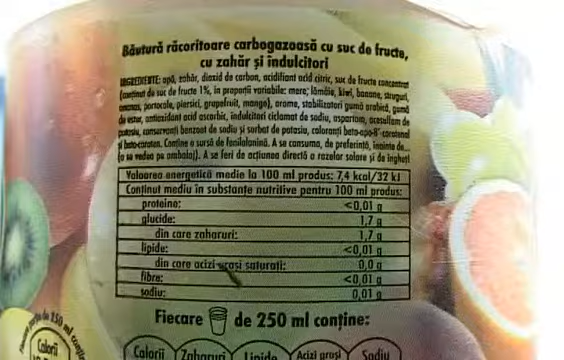 Băutură răcoritoare carbogazoasă cu suc de fructe,
cu zahăr și îndulcitori
INGREDIENTE: apă, zahăr, dioxid de carbon, acidifiant acid citric, suc de fructe concentrat
(conținut de suc de fructe 1%, în proporții variabile: mere, lămâie, kiwi, banane, struguri,
ananas, portocale, piersici, grapefruit, mango), arome, stabilizatori gumă arabică, gumă
de ester, antioxidant acid ascorbic, îndulcitori ciclamat de sodiu, aspartam, acesulfam de
potasiu, conservanți benzoat de sodiu și sorbat de potasiu, coloranți beta-apo-8'-carotenal
și beta-caroten. Conține o sursă de fenilalanină. A se consuma, de preferință, înainte de...
(a se vedea pe ambalaj). A se feri de acțiunea directă a razelor solare și de îngheț!
Valoarea energetică medie la 100 ml produs: 7,4 kcal/32 kJ
Conținut mediu în substanțe nutritive pentru 100 ml produs:
proteine: <0,01 g
glucide: 1,7 g
din care zaharuri: 1,7 g
lipide: <0,01 g
din care acizi grași saturați: 0,0 g
fibre: <0,01 g
sodiu: 0,01 g
Fiecare de 250 ml conține:
de 250 ml conține
Calorii
Calorii Zaharuri Lipide Acizi grași Sodiu